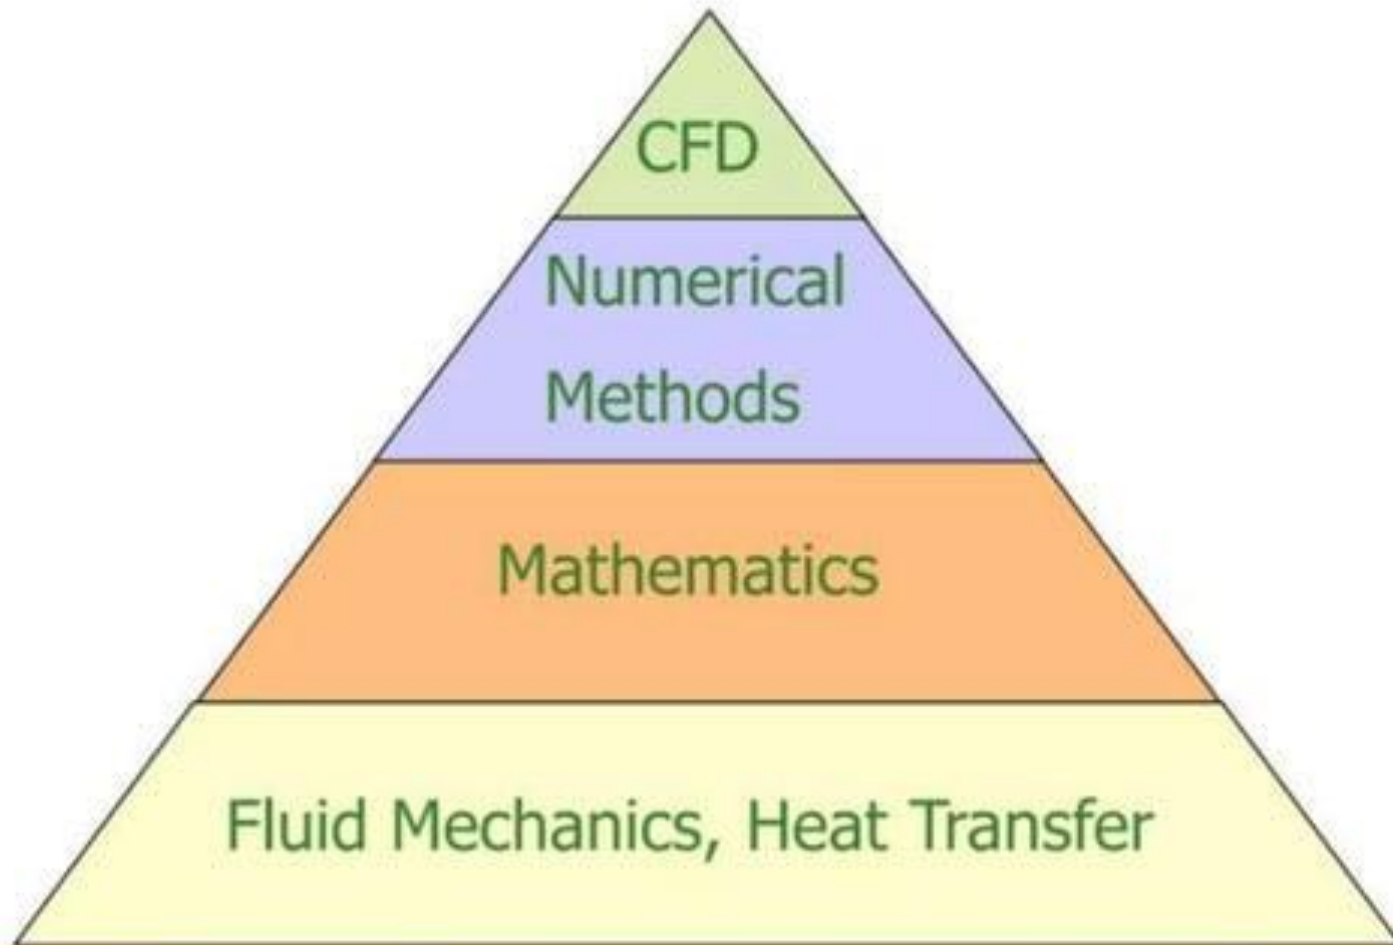 CFD
Numerical
Methods
Mathematics
Fluid Mechanics, Heat Transfer